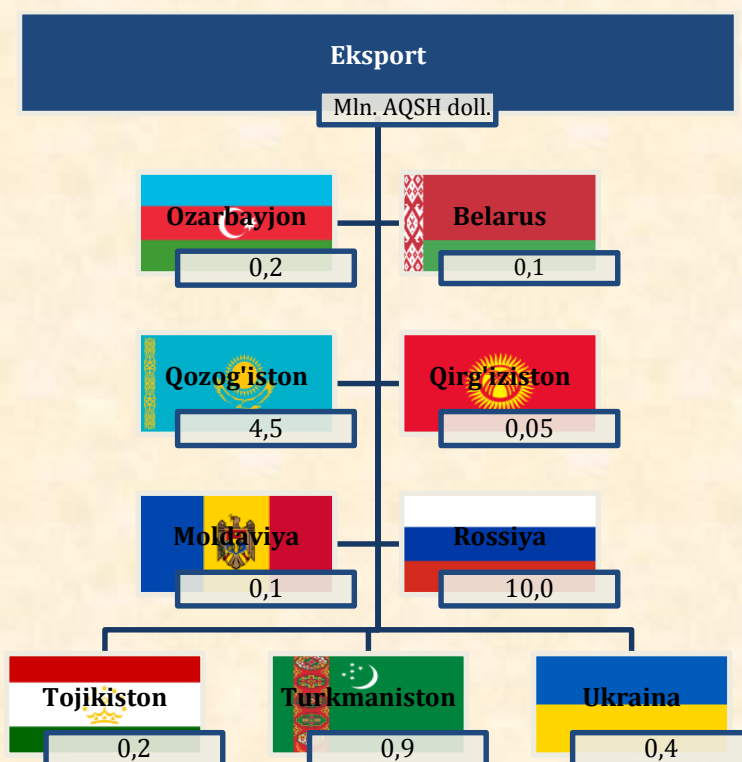 Eksport
Mln. AQSH doll.
Ozarbayjon
0,2
Belarus
0,1
Qozog'iston
4,5
Qirg'iziston
0,05
Moldaviya
0,1
Rossiya
10,0
Tojikiston
0,2
Turkmaniston
0,9
Ukraina
0,4